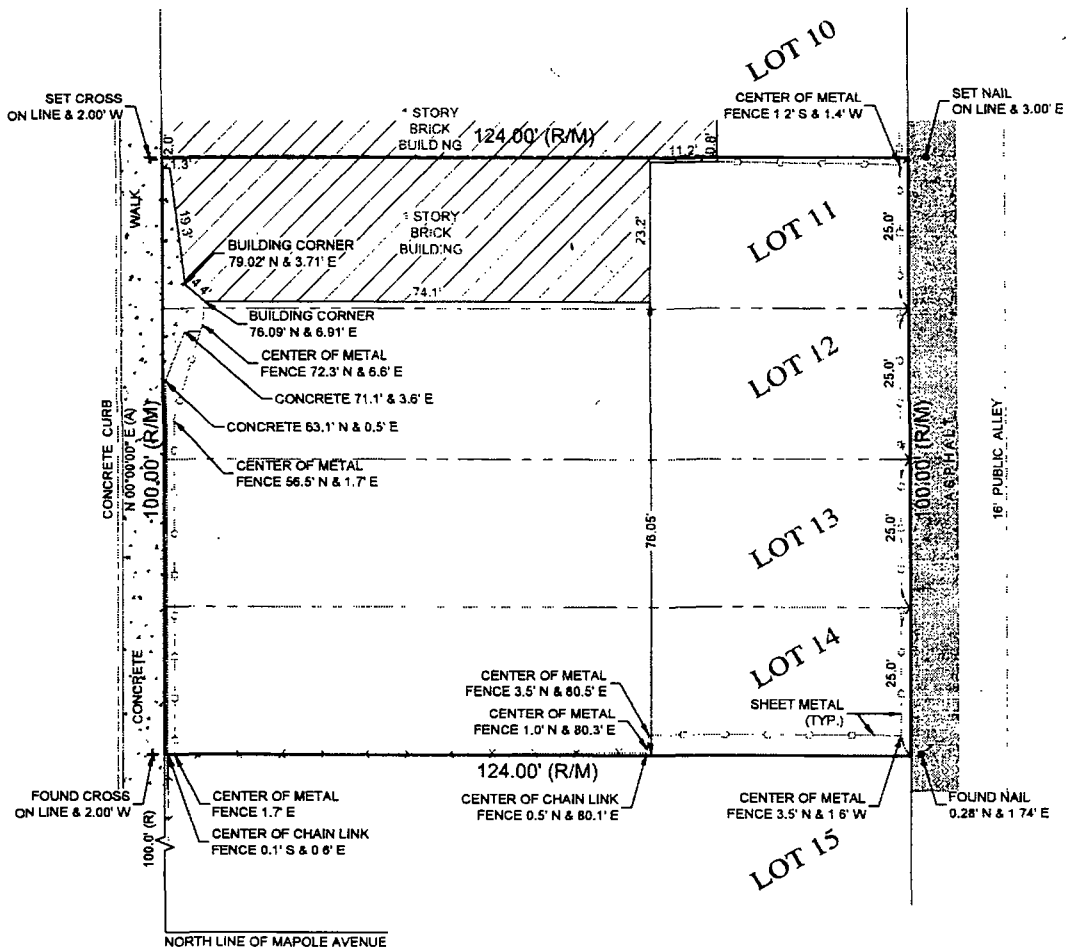 LOT 10
SET CROSS
ON LINE & 2.00' W
CENTER OF METAL
FENCE 1 2' S & 1.4' W
SET NAIL
ON LINE & 3.00' E
STORY
BRICK
BUILDING
124.00' (R/M)
2.0'
1.3'
11.2'
0.8'
WALK
19.3'
1 STORY
BRICK
BUILDING
23.2'
LOT 11
25.0'
BUILDING CORNER
79.02' N & 3.71' E
4.4'
74.1'
BUILDING CORNER
76.09' N & 6.91' E
CENTER OF METAL
FENCE 72.3' N & 6.6' E
CONCRETE 71.1' & 3.6' E
CONCRETE 63.1' N & 0.5' E
CENTER OF METAL
FENCE 56.5' N & 1.7' E
LOT 12
25.0'
CONCRETE CURB
N 00°00'00" E (A)
100.00' (R/M)
100.00' (R/M)
ASPHALT
16' PUBLIC ALLEY
76.05'
LOT 13
25.0'
LOT 14
25.0'
CONCRETE
CENTER OF METAL
FENCE 3.5' N & 80.5' E
CENTER OF METAL
FENCE 1.0' N & 80.3' E
SHEET METAL
(TYP.)
124.00' (R/M)
FOUND CROSS
ON LINE & 2.00' W
CENTER OF METAL
FENCE 1.7' E
CENTER OF CHAIN LINK
FENCE 0.1' S & 0 6' E
CENTER OF CHAIN LINK
FENCE 0.5' N & 80.1' E
CENTER OF METAL
FENCE 3.5' N & 1 6' W
FOUND NAIL
0.28' N & 1 74' E
100.0' (R)
LOT 15
NORTH LINE OF MAPOLE AVENUE